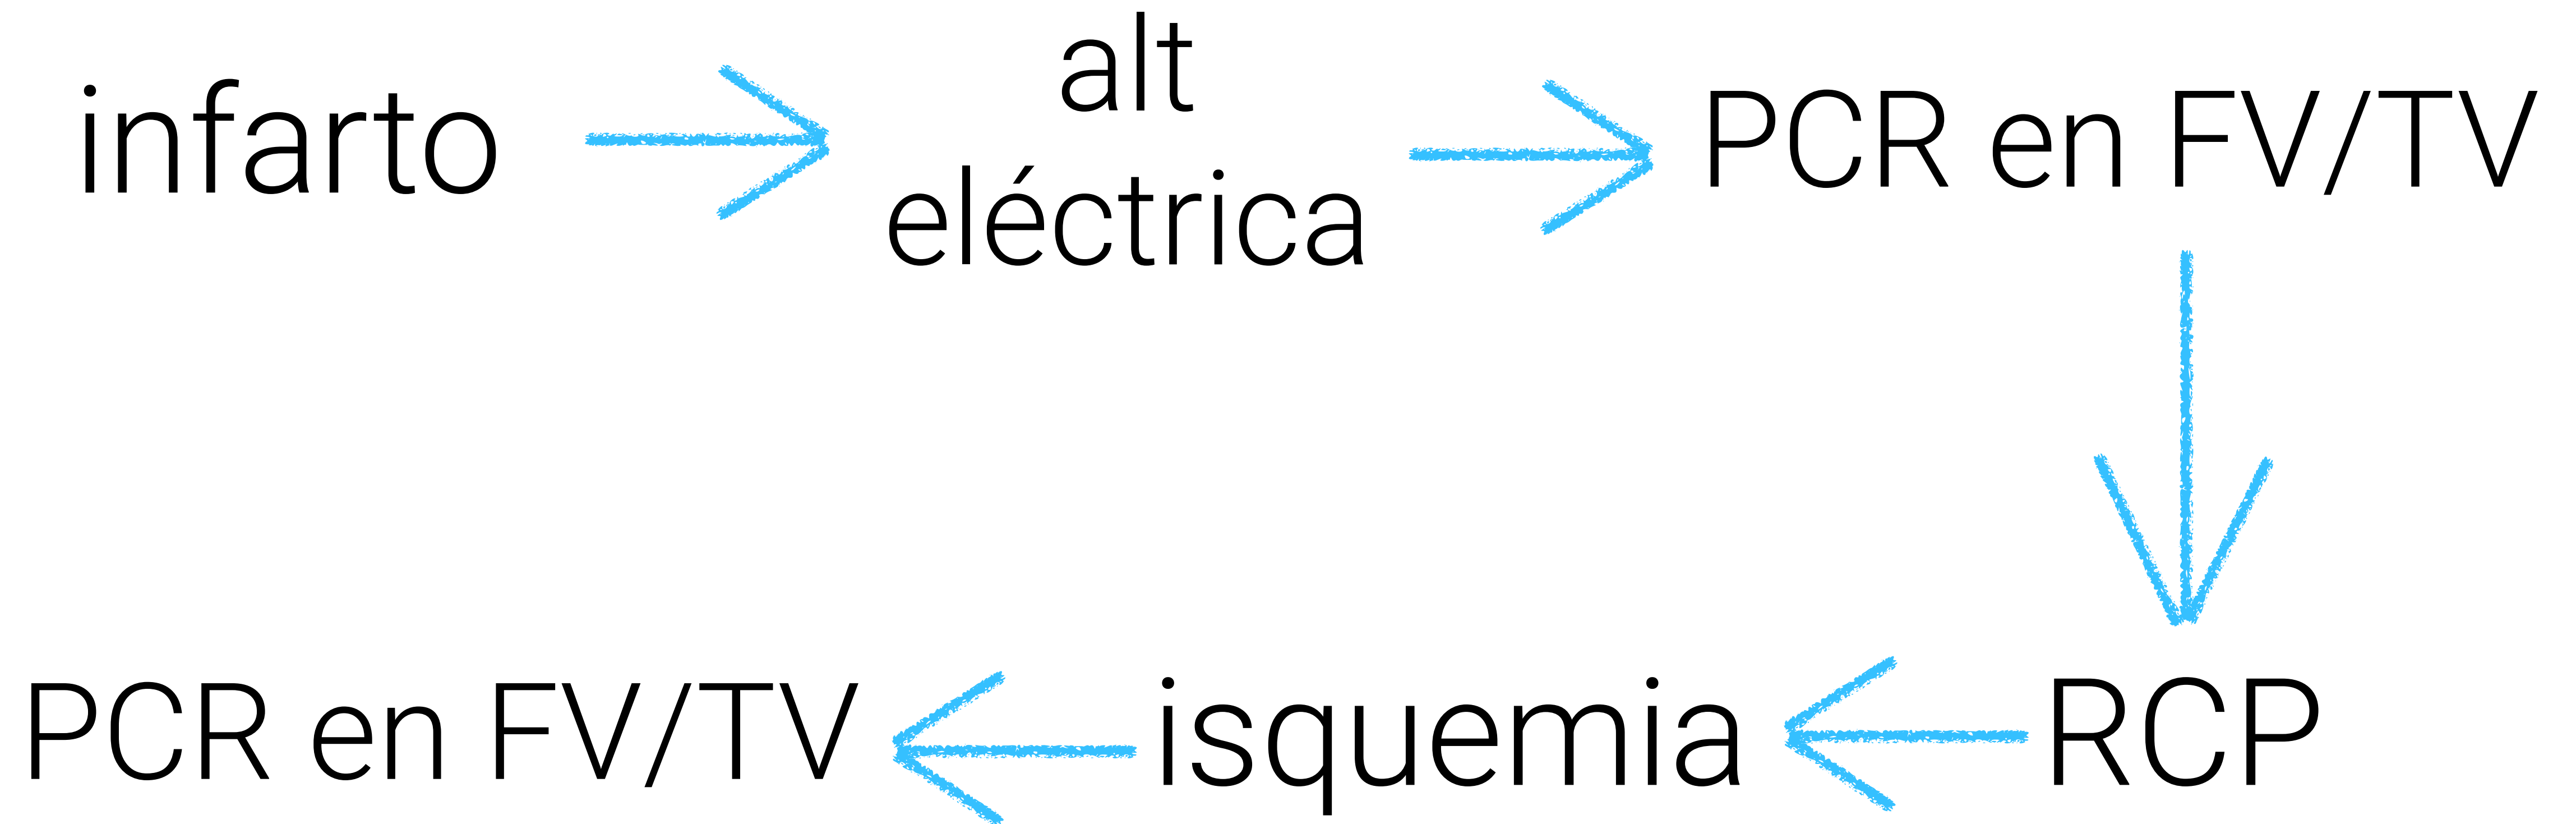 infarto
alt
eléctrica
PCR en FV/TV
RCP
isquemia
PCR en FV/TV